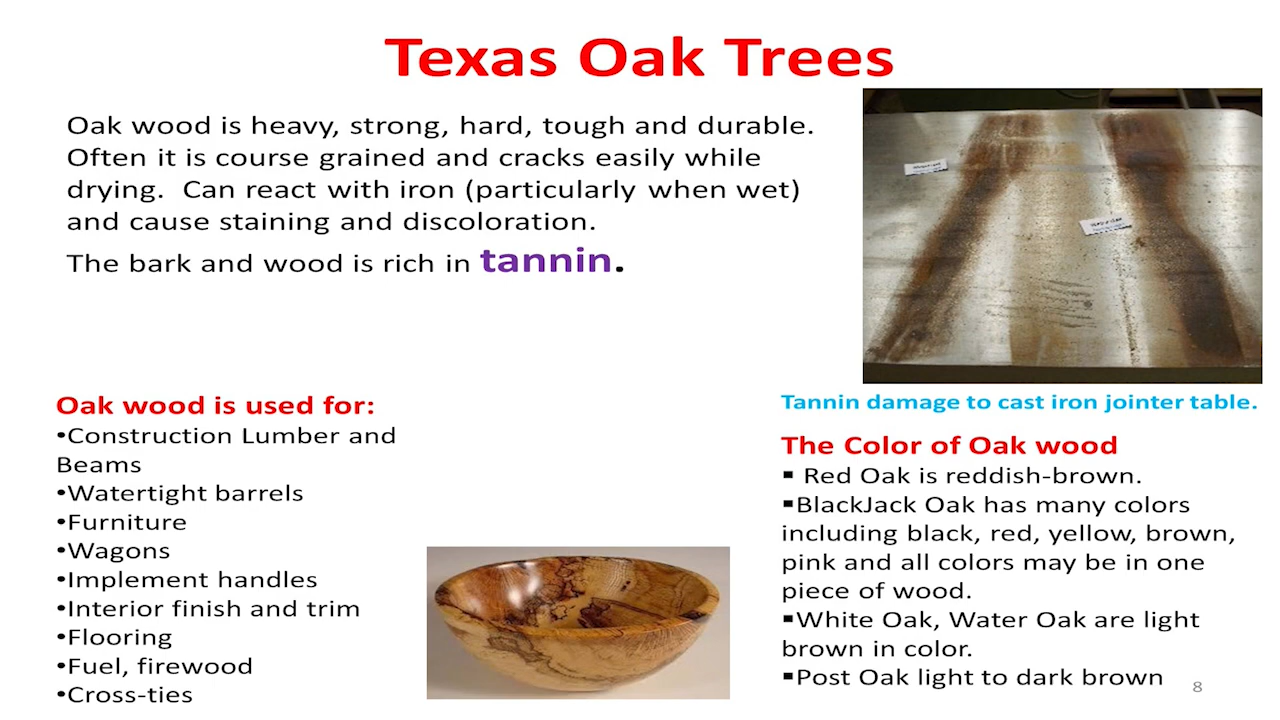 Texas Oak Trees
Oak wood is heavy, strong, hard, tough and durable.
Often it is course grained and cracks easily while
drying.  Can react with iron (particularly when wet)
and cause staining and discoloration.
The bark and wood is rich in tannin.
Tannin damage to cast iron jointer table.
Oak wood is used for:
•Construction Lumber and
Beams
•Watertight barrels
•Furniture
•Wagons
•Implement handles
•Interior finish and trim
•Flooring
•Fuel, firewood
•Cross-ties
The Color of Oak wood
▪ Red Oak is reddish-brown.
▪BlackJack Oak has many colors
including black, red, yellow, brown,
pink and all colors may be in one
piece of wood.
▪White Oak, Water Oak are light
brown in color.
▪Post Oak light to dark brown
8